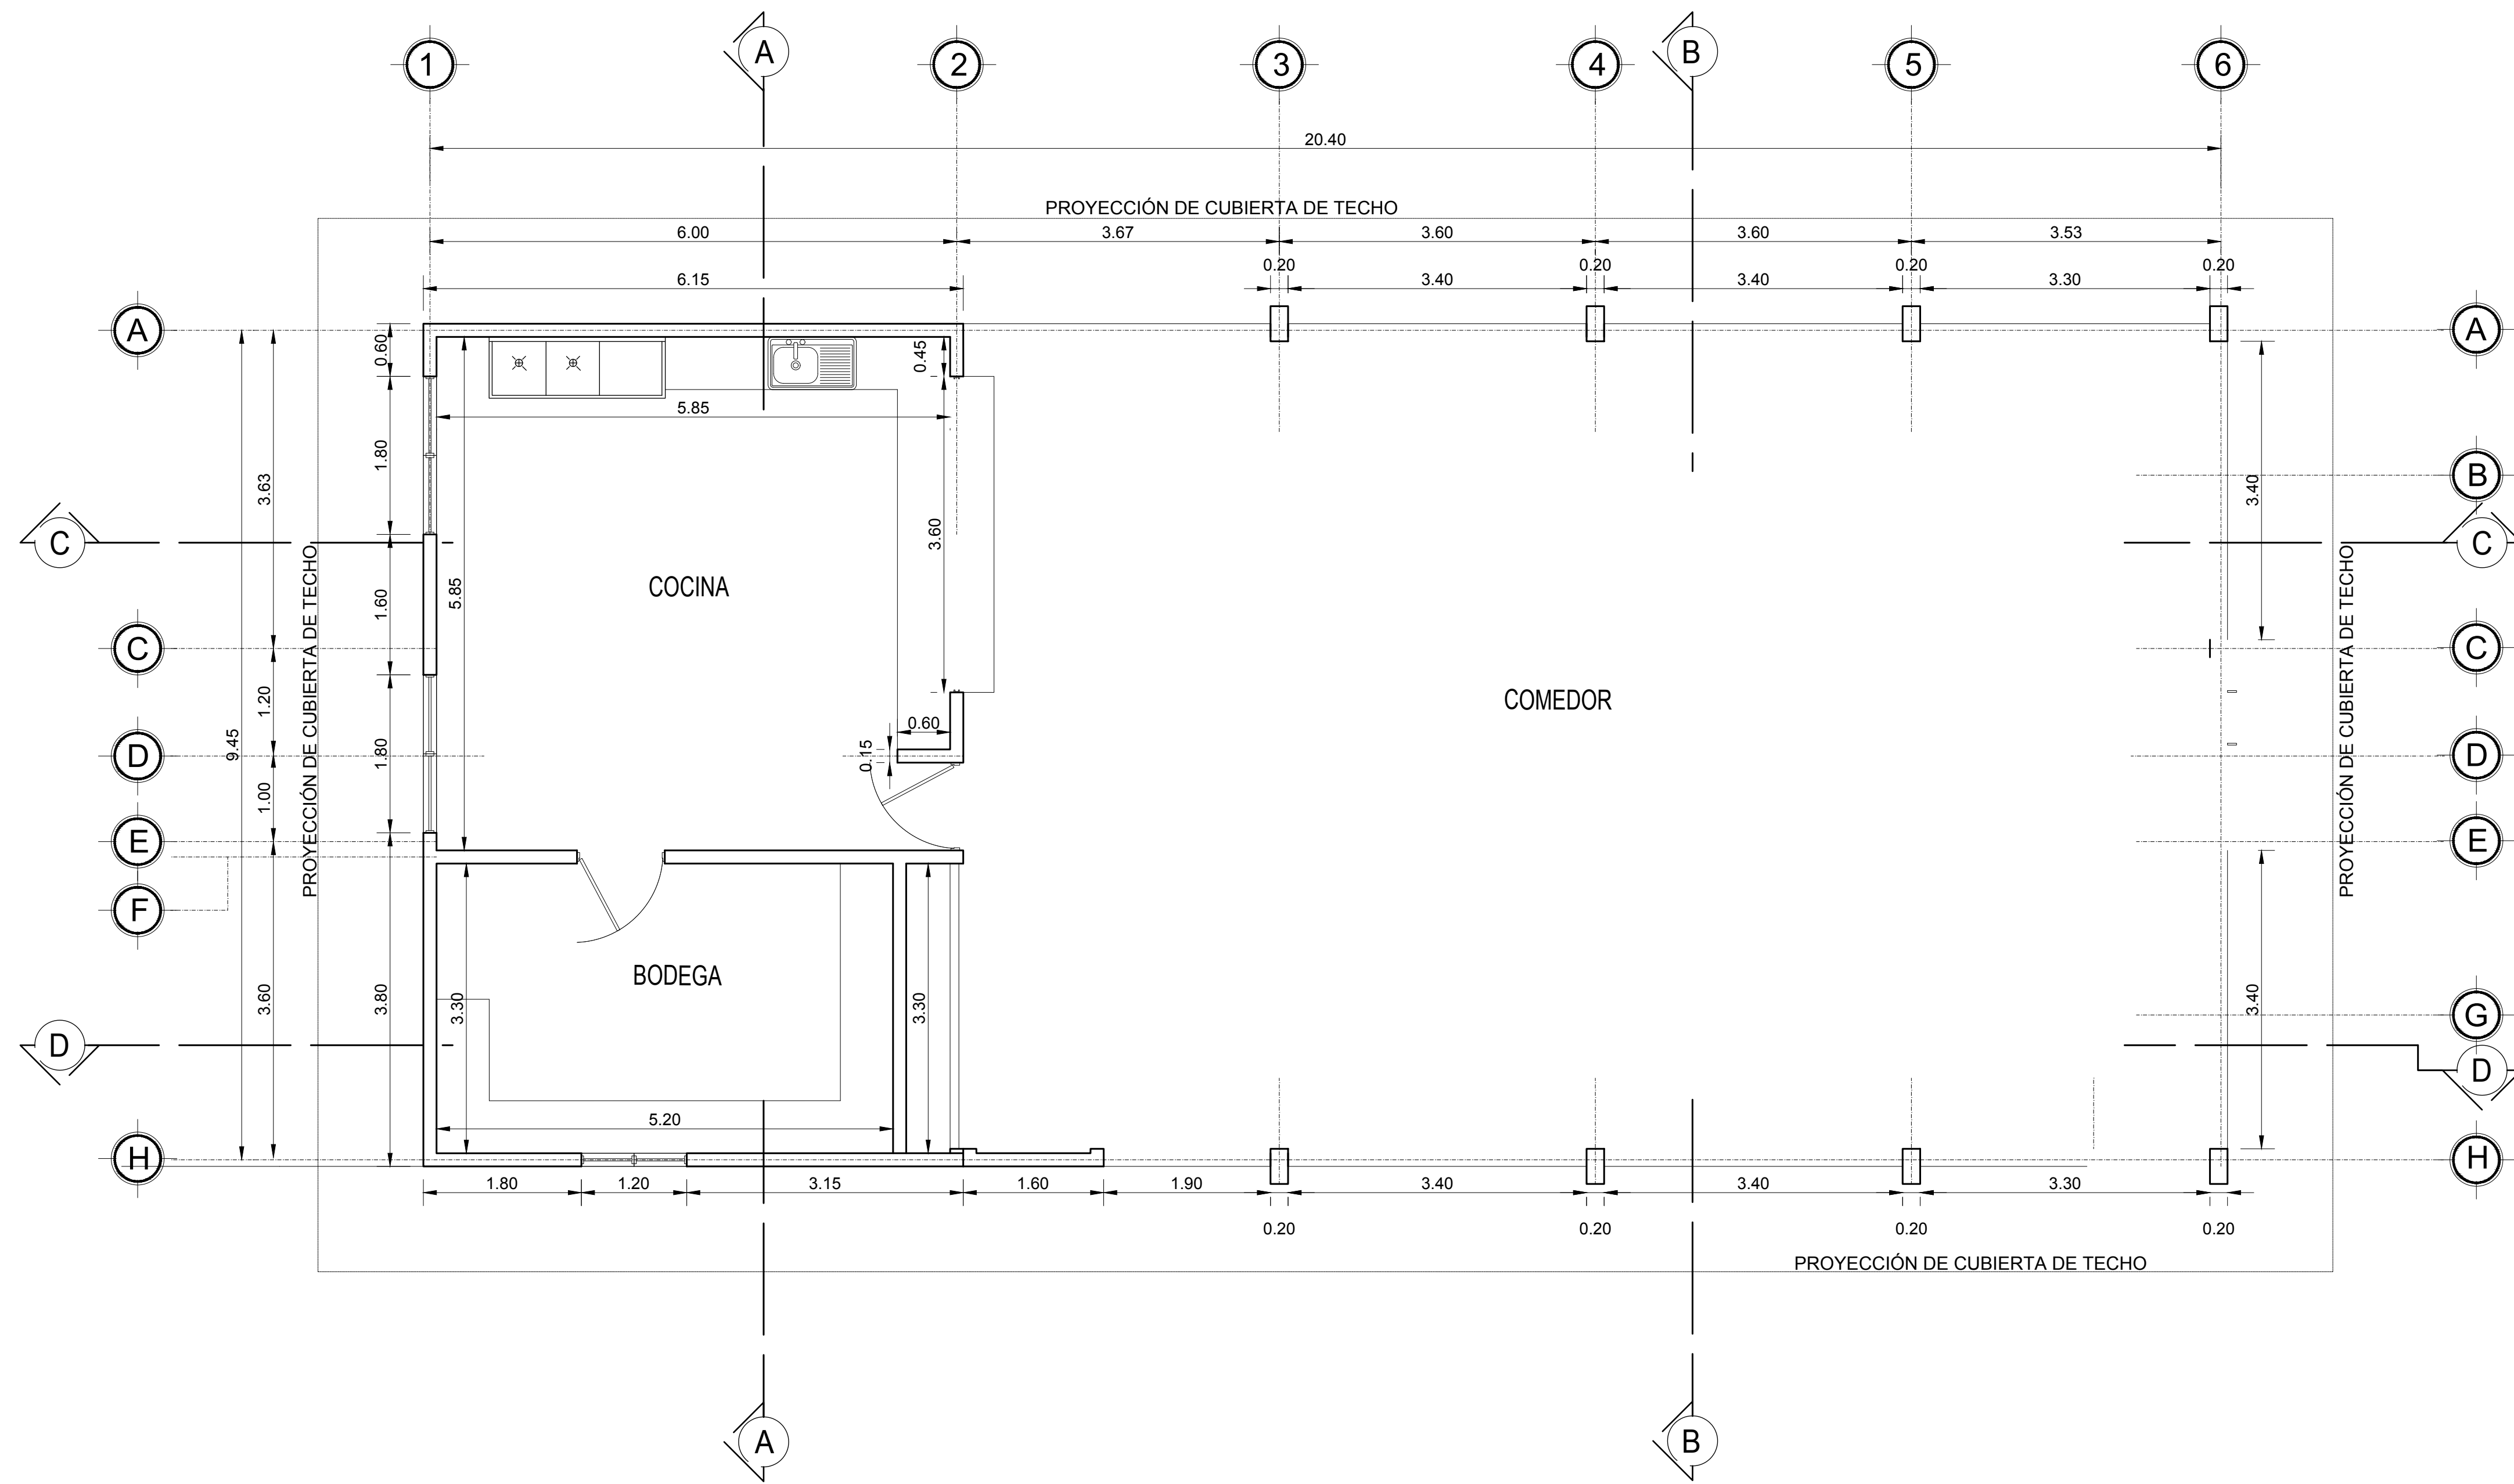 1 A 2 3 4 B 5 6
20.40
PROYECCIÓN DE CUBIERTA DE TECHO
6.00 3.67 3.60 3.60 3.53
0.20 0.20 0.20 0.20
6.15 3.40 3.40 3.30
A A
0.60 0.45
5.85
1.80
3.63 B
3.40
3.60
C C
PROYECCIÓN DE CUBIERTA DE TECHO
PROYECCIÓN DE CUBIERTA DE TECHO
COCINA
1.60 5.85
C C
1.20 COMEDOR
9.45 1.80 0.60
0.15
D D
1.00
E E
F
BODEGA
3.60 3.80 3.30 3.30 3.40
G
D D
5.20
H H
1.80 1.20 3.15 1.60 1.90 3.40 3.40 3.30
0.20 0.20 0.20 0.20
PROYECCIÓN DE CUBIERTA DE TECHO
A B